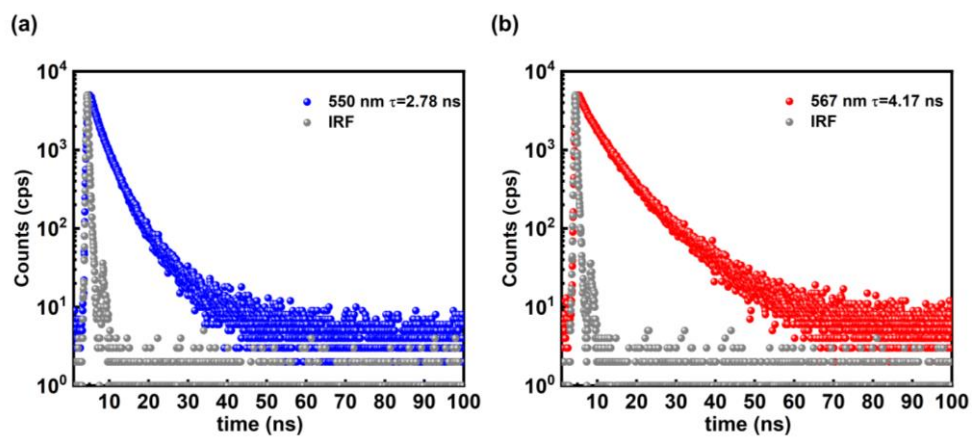 (a)
10⁴
10³
10²
10¹
10⁰
Counts (cps)
550 nm τ=2.78 ns
IRF
10 20 30 40 50 60 70 80 90 100
time (ns)
(b)
10⁴
10³
10²
10¹
10⁰
Counts (cps)
567 nm τ=4.17 ns
IRF
10 20 30 40 50 60 70 80 90 100
time (ns)